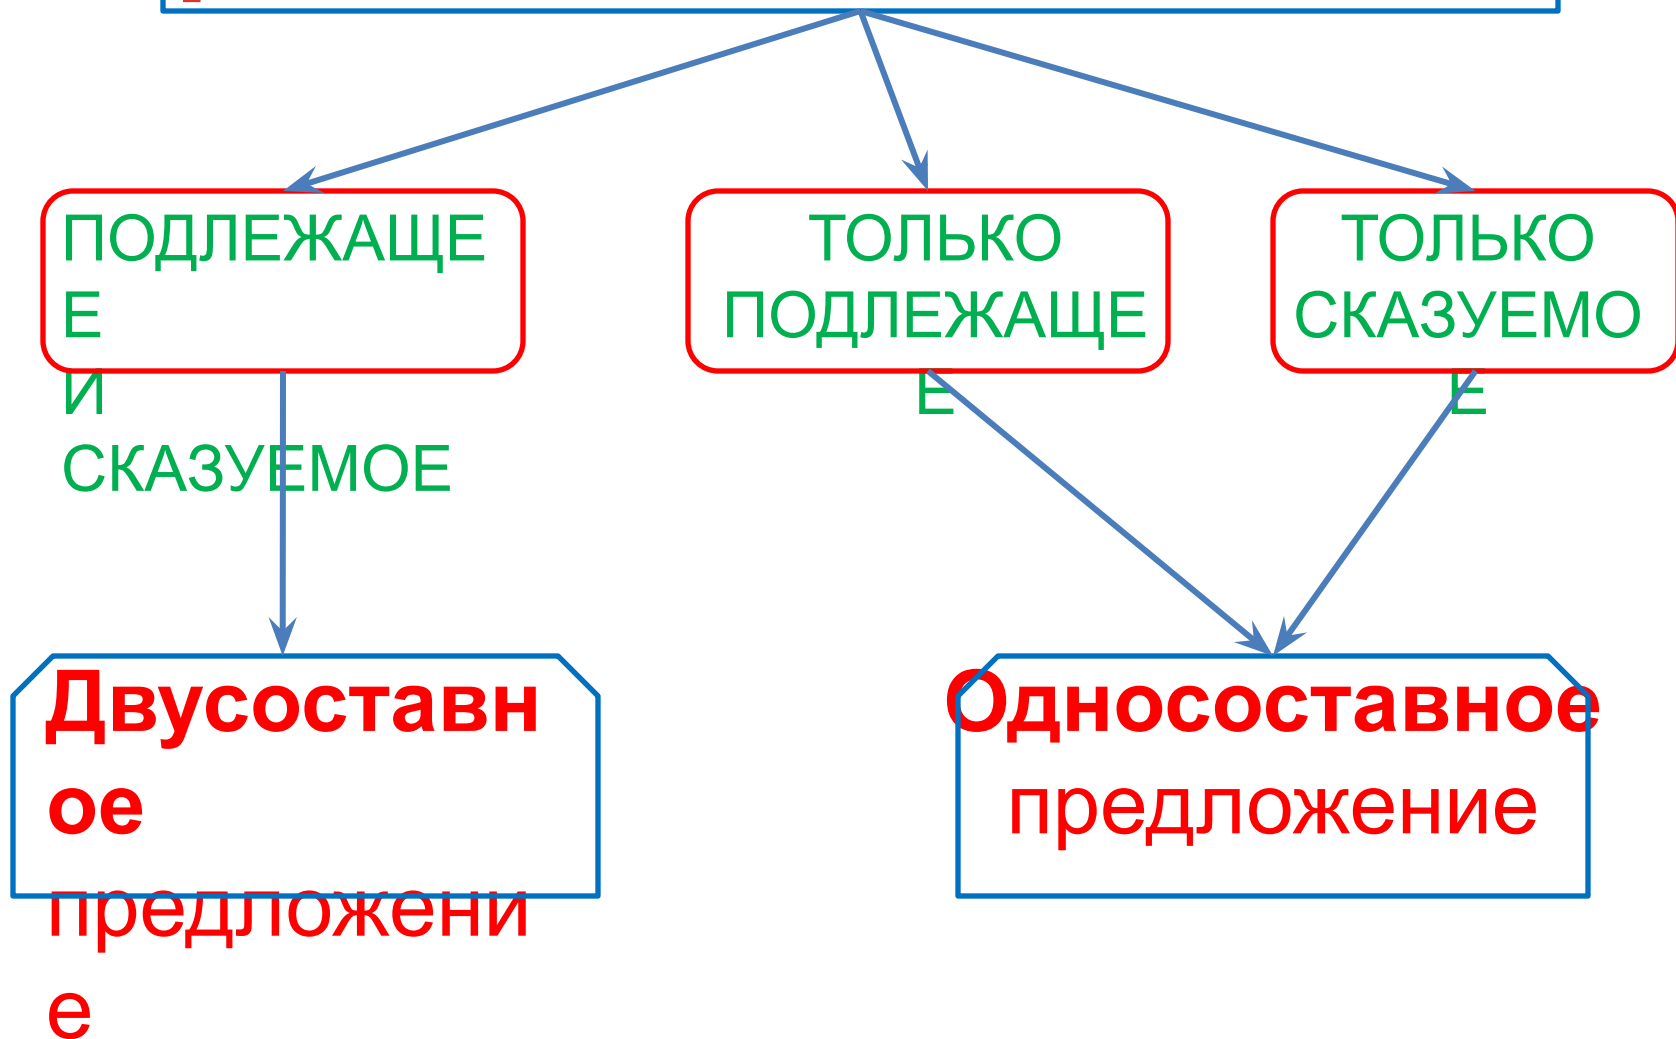 ПОДЛЕЖАЩЕ
Е
И
СКАЗУЕМОЕ
ТОЛЬКО
ПОДЛЕЖАЩЕ
Е
ТОЛЬКО
СКАЗУЕМО
Е
Двусоставн
ое
предложени
е
Односоставное
предложение